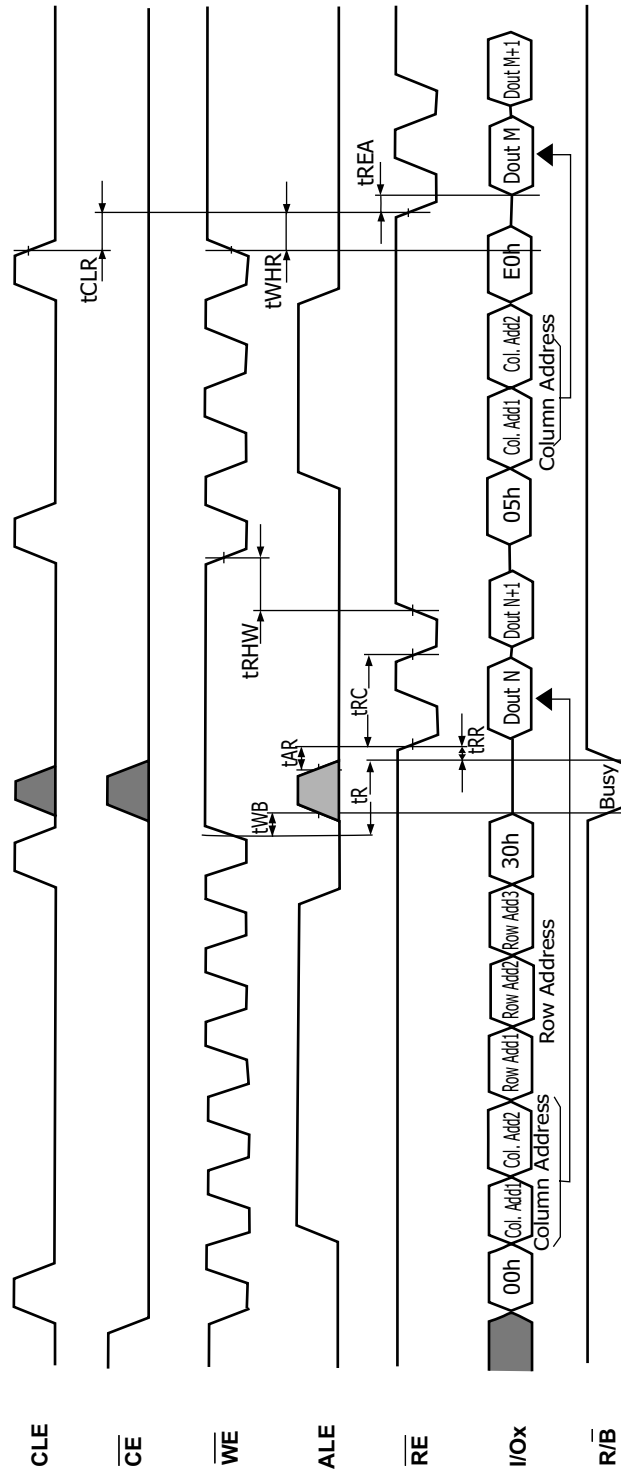 CLE
CE
WE
ALE
RE
I/Ox
R/B
tCLR
tWHR
tREA
tWB
tAR
tRHW
tRC
tR
tRR
00h
Col. Add1
Col. Add2
Row Add1
Row Add2
Row Add3
30h
Dout N
Dout N+1
05h
Col. Add1
Col. Add2
E0h
Dout M
Dout M+1
Column Address
Row Address
Column Address
Busy